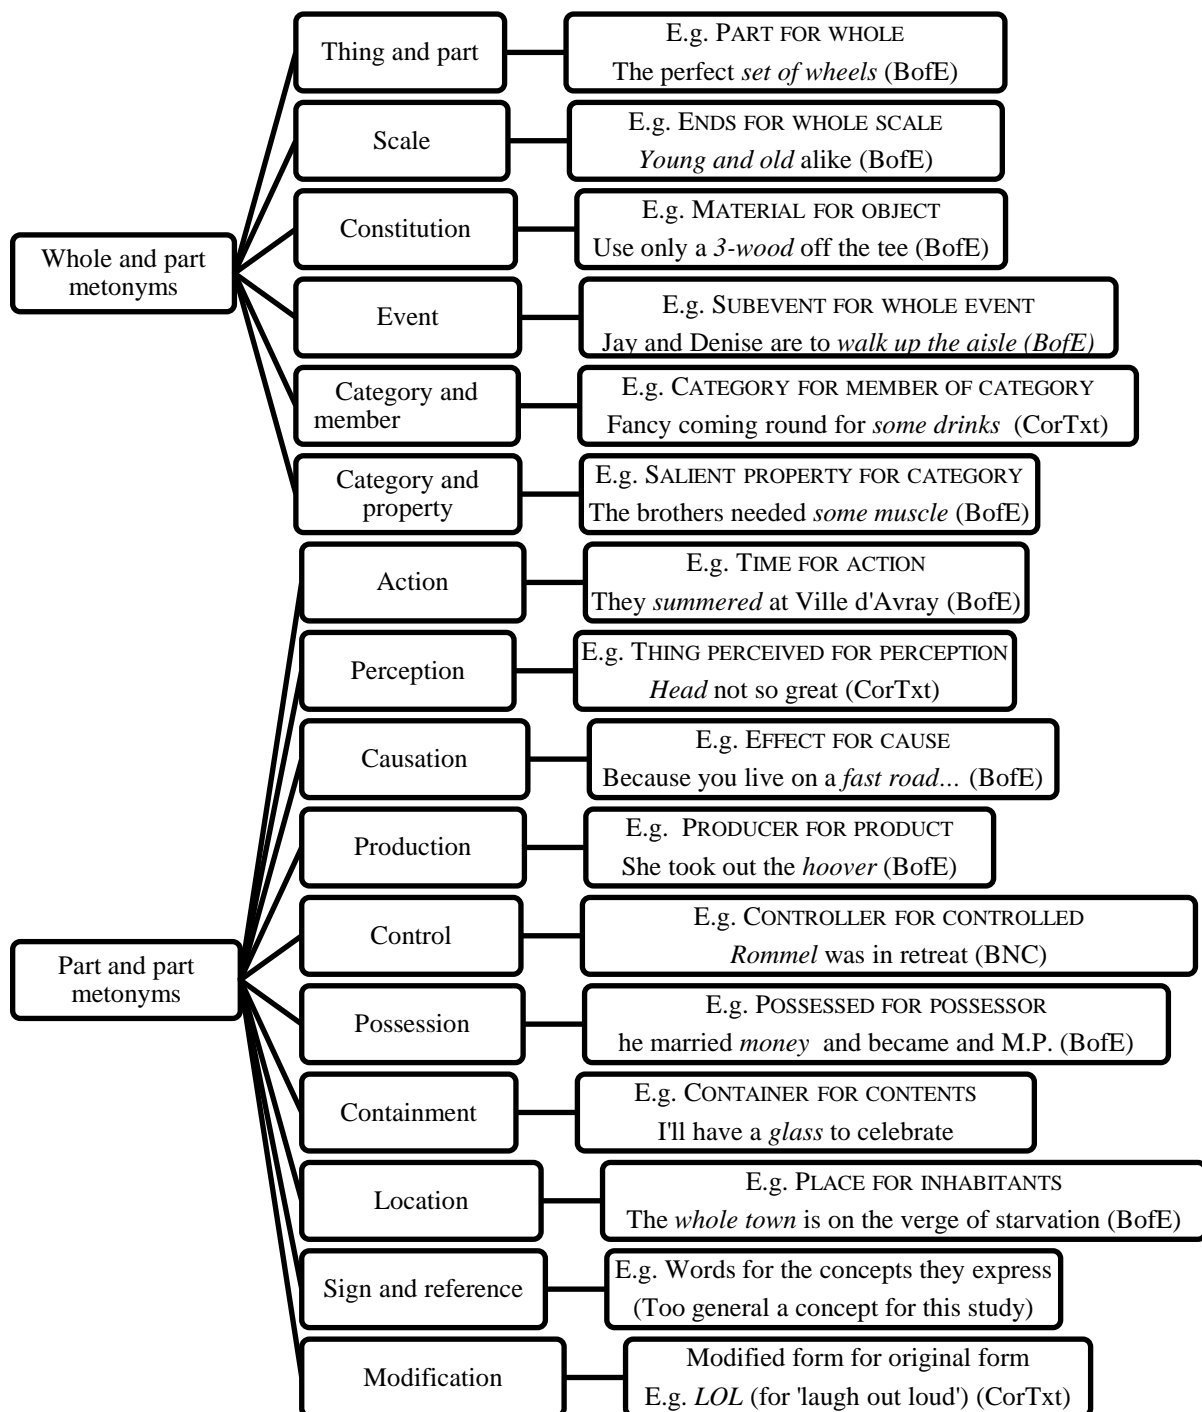 Whole and part
metonyms
Thing and part
E.g. PART FOR WHOLE
The perfect set of wheels (BofE)
Scale
E.g. ENDS FOR WHOLE SCALE
Young and old alike (BofE)
Constitution
E.g. MATERIAL FOR OBJECT
Use only a 3-wood off the tee (BofE)
Event
E.g. SUBEVENT FOR WHOLE EVENT
Jay and Denise are to walk up the aisle (BofE)
Category and
member
E.g. CATEGORY FOR MEMBER OF CATEGORY
Fancy coming round for some drinks (CorTxt)
Category and
property
E.g. SALIENT PROPERTY FOR CATEGORY
The brothers needed some muscle (BofE)
Part and part
metonyms
Action
E.g. TIME FOR ACTION
They summered at Ville d'Avray (BofE)
Perception
E.g. THING PERCEIVED FOR PERCEPTION
Head not so great (CorTxt)
Causation
E.g. EFFECT FOR CAUSE
Because you live on a fast road… (BofE)
Production
E.g. PRODUCER FOR PRODUCT
She took out the hoover (BofE)
Control
E.g. CONTROLLER FOR CONTROLLED
Rommel was in retreat (BNC)
Possession
E.g. POSSESSED FOR POSSESSOR
he married money and became and M.P. (BofE)
Containment
E.g. CONTAINER FOR CONTENTS
I'll have a glass to celebrate
Location
E.g. PLACE FOR INHABITANTS
The whole town is on the verge of starvation (BofE)
Sign and reference
E.g. Words for the concepts they express
(Too general a concept for this study)
Modification
Modified form for original form
E.g. LOL (for 'laugh out loud') (CorTxt)